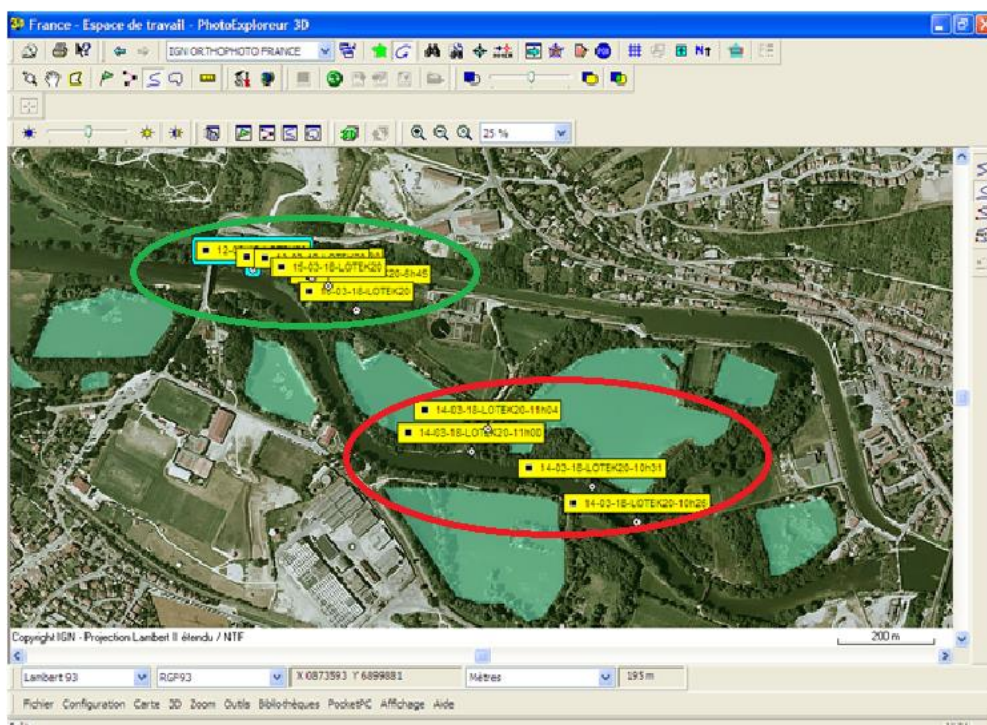 France - Espace de travail - PhotoExploreur 3D
IGN ORTHOPHOTO FRANCE
N↑
25 %
15-03-18-LOTEK20
16-03-18-LOTEK20
14-03-18-LOTEK20-11h04
14-03-18-LOTEK20-11h00
14-03-18-LOTEK20-10h31
14-03-18-LOTEK20-10h26
Copyright IGN - Projection Lambert II étendu / NTF
200 m
Lambert 93
RGF93
X 0873593 Y 6899881
Mètres
195 m
Fichier Configuration Carte 3D Zoom Outils Bibliothèques PocketPC Affichage Aide